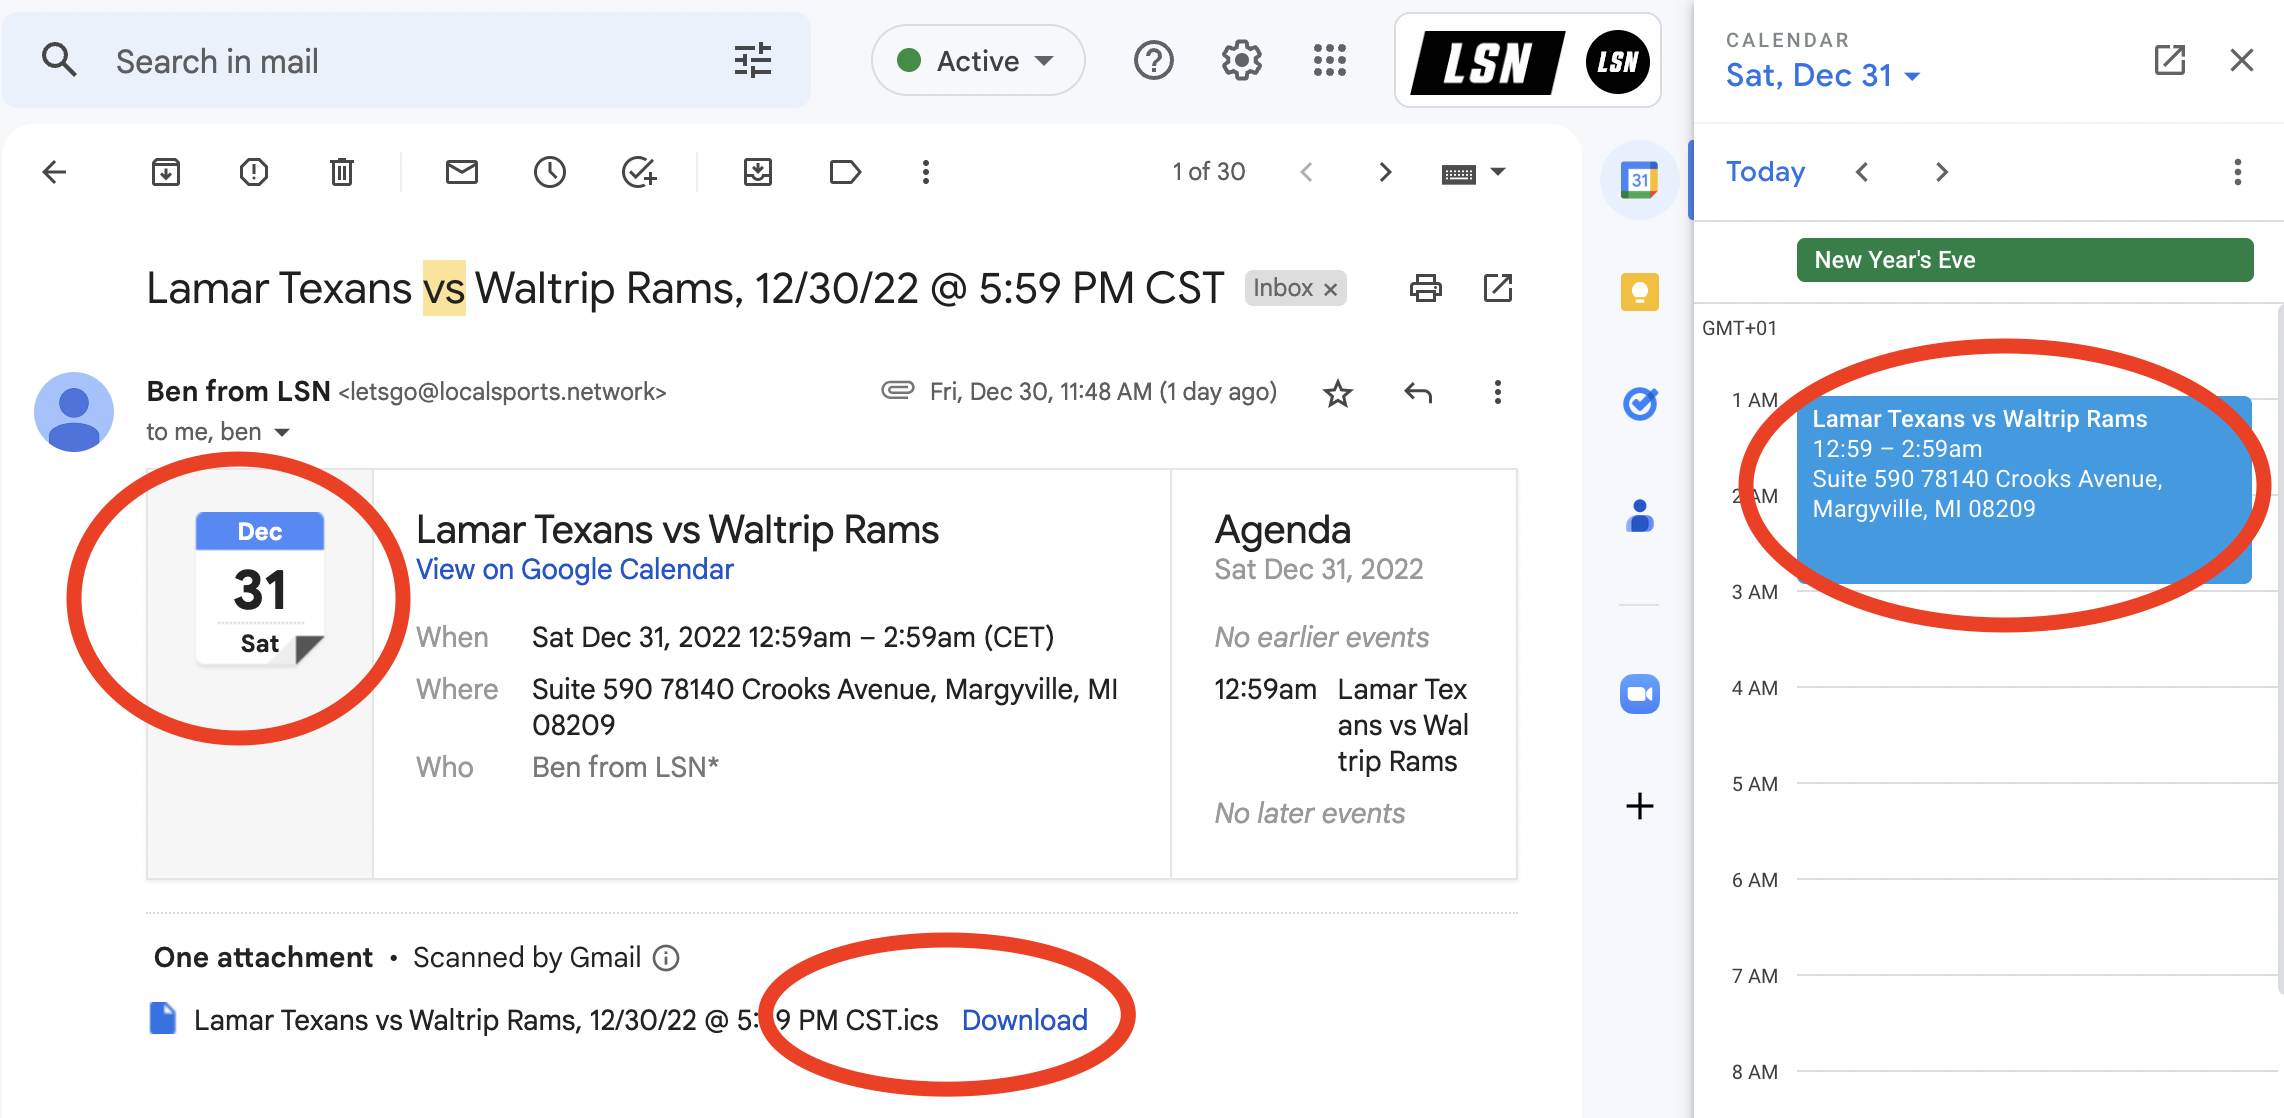 Search in mail
Active
LSN
LSN
1 of 30
31
Lamar Texans vs Waltrip Rams, 12/30/22 @ 5:59 PM CST
Inbox ×
Ben from LSN <letsgo@localsports.network>
Fri, Dec 30, 11:48 AM (1 day ago)
to me, ben
Dec
31
Sat
Lamar Texans vs Waltrip Rams
View on Google Calendar
When Sat Dec 31, 2022 12:59am – 2:59am (CET)
Where Suite 590 78140 Crooks Avenue, Margyville, MI
08209
Who Ben from LSN*
Agenda
Sat Dec 31, 2022
No earlier events
12:59am Lamar Tex
ans vs Wal
trip Rams
No later events
One attachment • Scanned by Gmail
Lamar Texans vs Waltrip Rams, 12/30/22 @ 5:59 PM CST.ics Download
CALENDAR
Sat, Dec 31
Today
New Year's Eve
GMT+01
1 AM
Lamar Texans vs Waltrip Rams
12:59 – 2:59am
Suite 590 78140 Crooks Avenue,
2 AM
Margyville, MI 08209
3 AM
4 AM
5 AM
6 AM
7 AM
8 AM